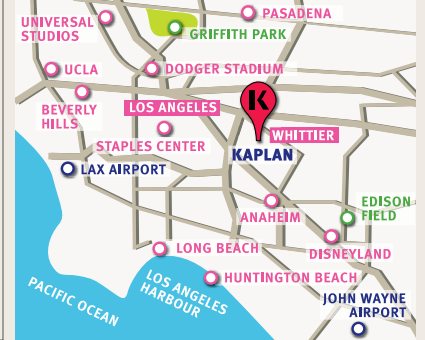 UNIVERSAL
STUDIOS
PASADENA
GRIFFITH PARK
UCLA
DODGER STADIUM
BEVERLY
HILLS
LOS ANGELES
K
WHITTIER
STAPLES CENTER
KAPLAN
LAX AIRPORT
ANAHEIM
EDISON
FIELD
DISNEYLAND
LONG BEACH
HUNTINGTON BEACH
PACIFIC OCEAN
LOS ANGELES
HARBOUR
JOHN WAYNE
AIRPORT